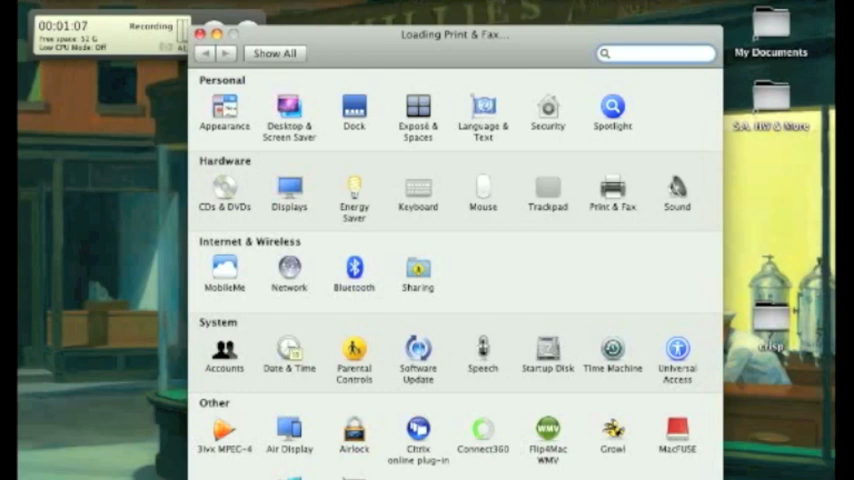 00:01:07 Recording
Free space: 52 G
Low CPU Mode: Off
PHILLIES
Loading Print & Fax...
Show All
My Documents
Personal
Appearance
Desktop & Screen Saver
Dock
Exposé & Spaces
Language & Text
Security
Spotlight
Hardware
CDs & DVDs
Displays
Energy Saver
Keyboard
Mouse
Trackpad
Print & Fax
Sound
Internet & Wireless
MobileMe
Network
Bluetooth
Sharing
System
Accounts
Date & Time
Parental Controls
Software Update
Speech
Startup Disk
Time Machine
Universal Access
crisp
Other
3ivx MPEG-4
Air Display
Airlock
Citrix online plug-in
Connect360
Flip4Mac WMV
Growl
MacFUSE